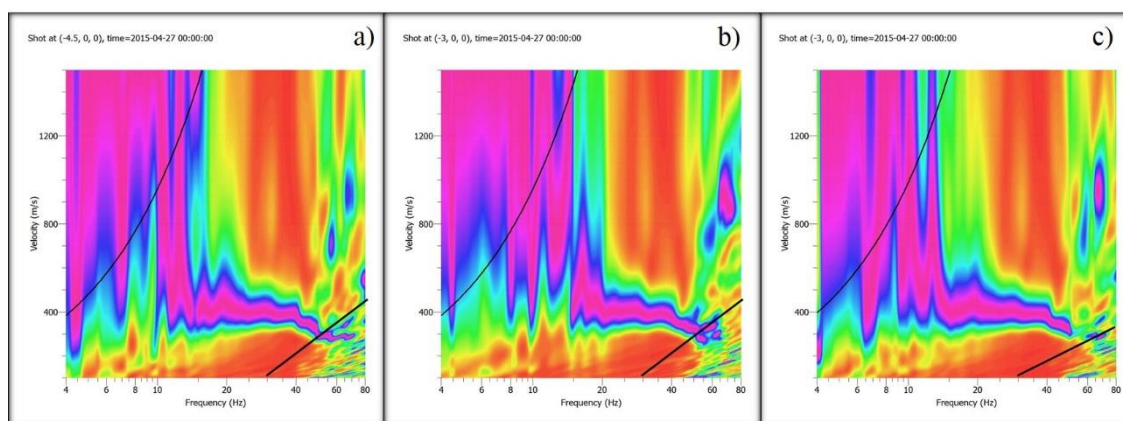 Shot at (-4.5, 0, 0), time=2015-04-27 00:00:00
a)
1200
800
400
Velocity (m/s)
4 6 8 10 20 40 60 80
Frequency (Hz)
Shot at (-3, 0, 0), time=2015-04-27 00:00:00
b)
1200
800
400
Velocity (m/s)
4 6 8 10 20 40 60 80
Frequency (Hz)
Shot at (-3, 0, 0), time=2015-04-27 00:00:00
c)
1200
800
400
Velocity (m/s)
4 6 8 10 20 40 60 80
Frequency (Hz)